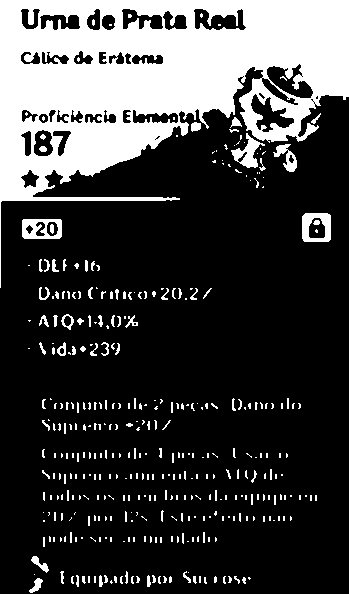 Urna de Prata Real
Cálice de Erátema
Proficiência Elemental
187
+20
· DEF+16
· Dano Crítico+20.2%
· ATQ+14,0%
· Vida+239
Conjunto de 2 peças: Dano do
Supremo +20%
Conjunto de 4 peças: Usar o
Supremo aumenta o ATQ de
todos os membros da equipe em
20% por 12s. Este efeito não
pode ser acumulado.
Equipado por Sucrose